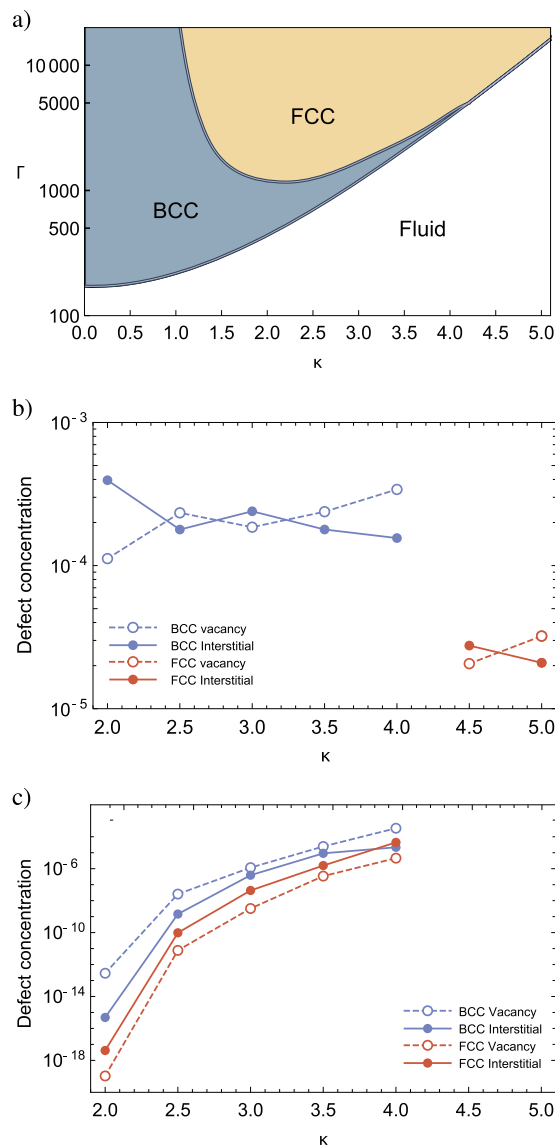 a)
10 000
5000
FCC
Γ
1000
BCC
500
Fluid
100
0.0 0.5 1.0 1.5 2.0 2.5 3.0 3.5 4.0 4.5 5.0
κ
b)
10⁻³
Defect concentration
10⁻⁴
BCC vacancy
BCC Interstitial
FCC vacancy
FCC Interstitial
10⁻⁵
2.0 2.5 3.0 3.5 4.0 4.5 5.0
κ
c)
10⁻⁶
Defect concentration
10⁻¹⁰
10⁻¹⁴
BCC Vacancy
BCC Interstitial
FCC Vacancy
FCC Interstitial
10⁻¹⁸
2.0 2.5 3.0 3.5 4.0 4.5 5.0
κ